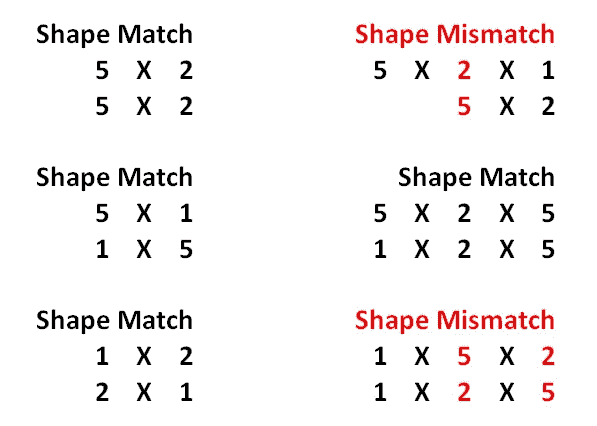 Shape Match
5 X 2
5 X 2
Shape Mismatch
5 X 2 X 1
5 X 2
Shape Match
5 X 1
1 X 5
Shape Match
5 X 2 X 5
1 X 2 X 5
Shape Match
1 X 2
2 X 1
Shape Mismatch
1 X 5 X 2
1 X 2 X 5